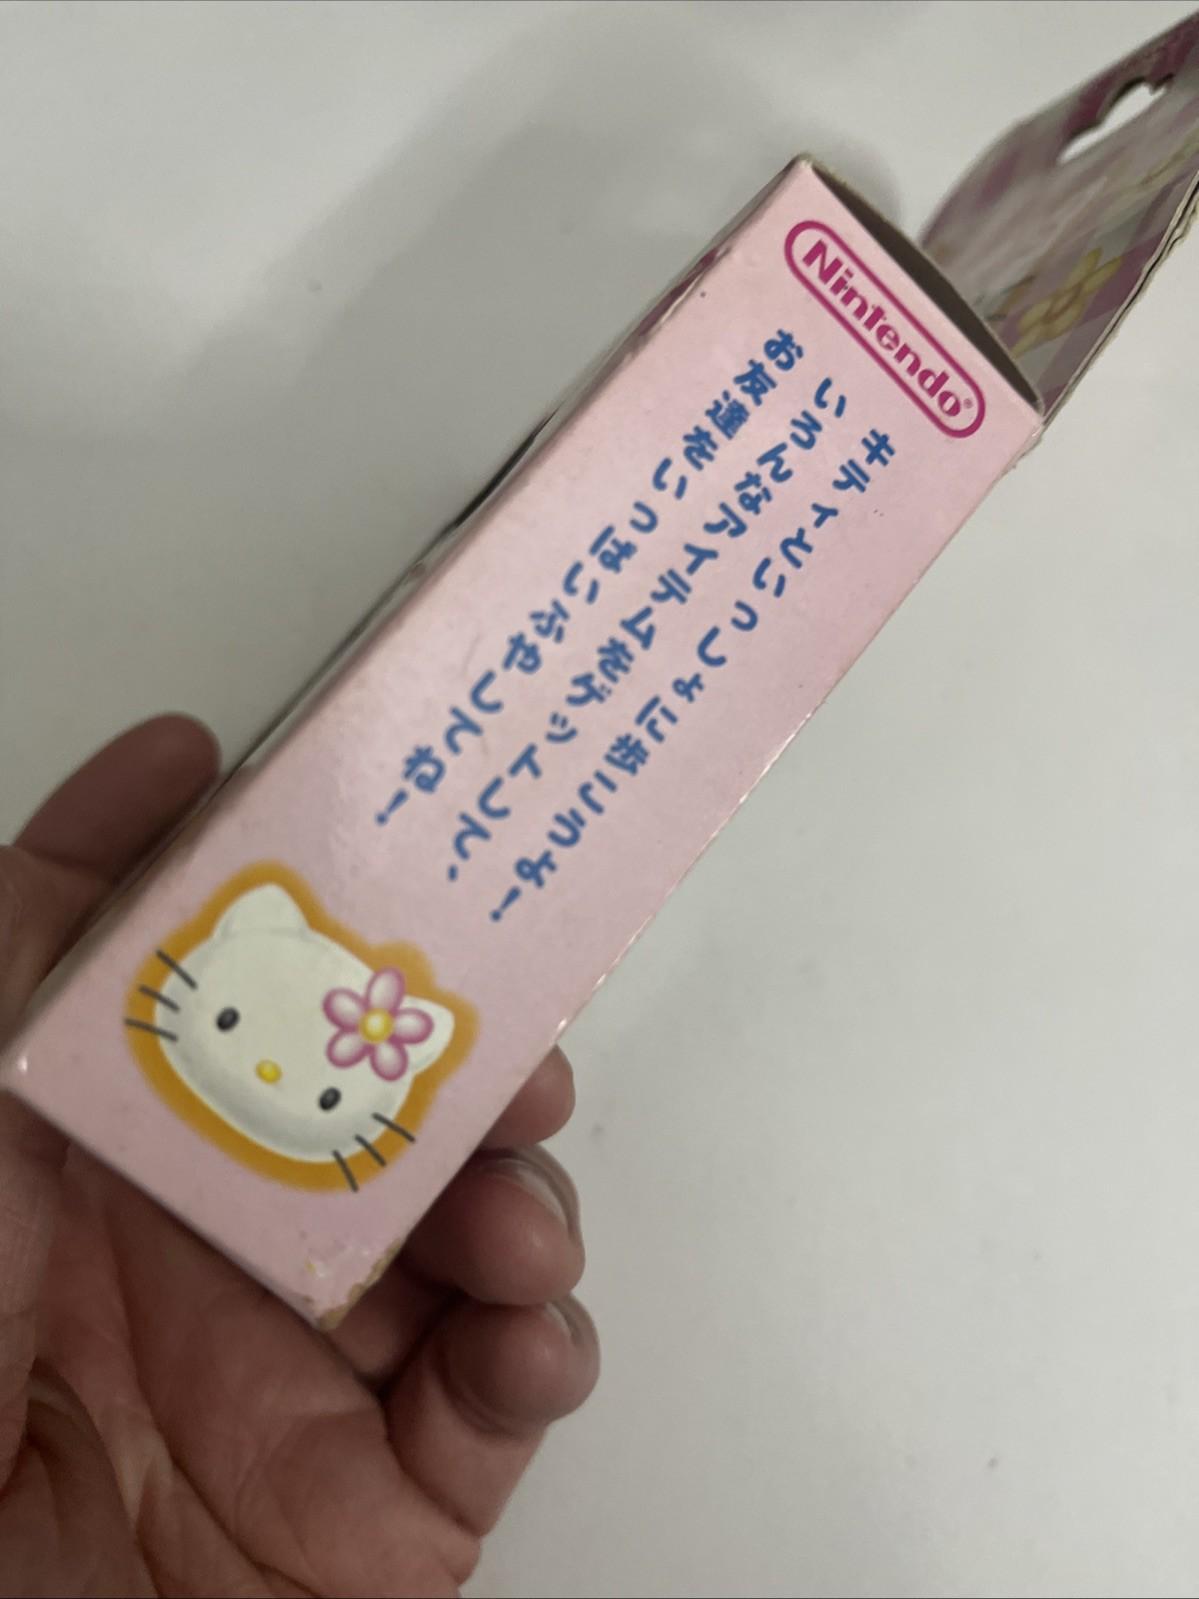 Nintendo®
キティといっしょに歩こうよ！
いろんなアイテムをゲットして、
お友達をいっぱいふやしてね！